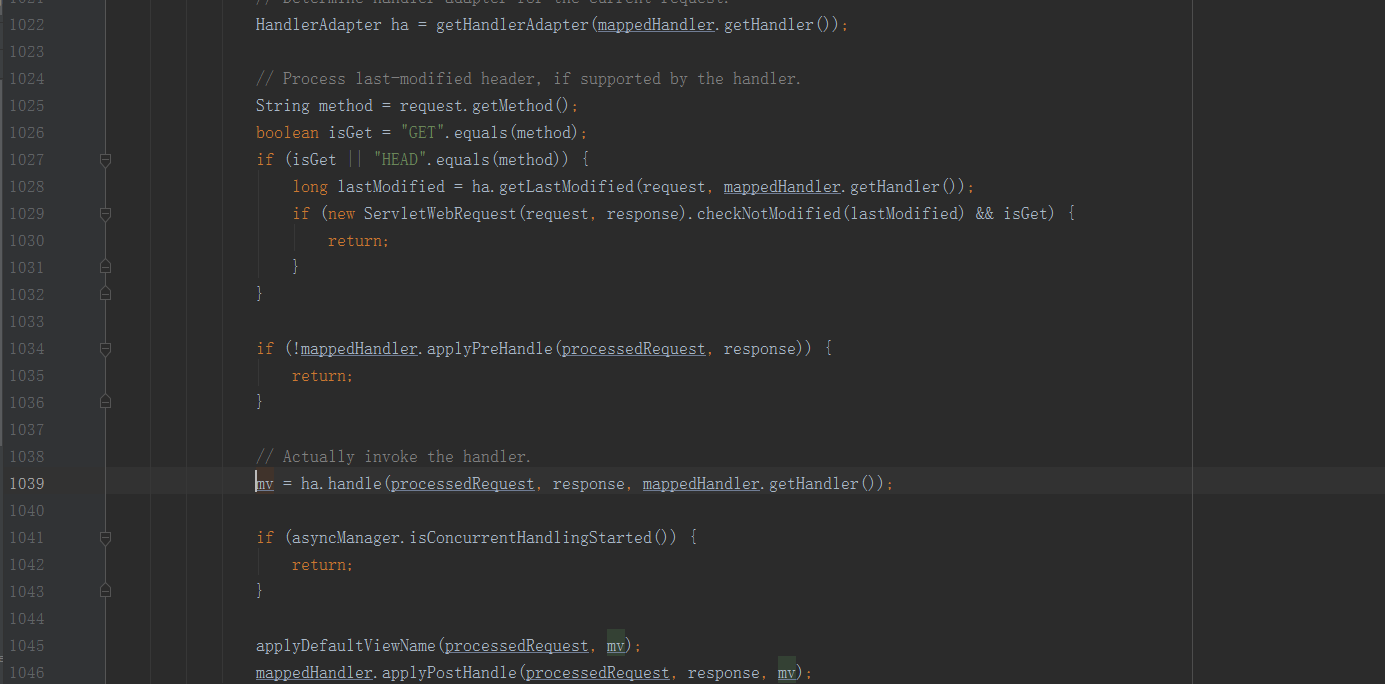 1021 // Determine handler adapter for the current request.
1022 HandlerAdapter ha = getHandlerAdapter(mappedHandler.getHandler());
1023
1024 // Process last-modified header, if supported by the handler.
1025 String method = request.getMethod();
1026 boolean isGet = "GET".equals(method);
1027 if (isGet || "HEAD".equals(method)) {
1028 long lastModified = ha.getLastModified(request, mappedHandler.getHandler());
1029 if (new ServletWebRequest(request, response).checkNotModified(lastModified) && isGet) {
1030 return;
1031 }
1032 }
1033
1034 if (!mappedHandler.applyPreHandle(processedRequest, response)) {
1035 return;
1036 }
1037
1038 // Actually invoke the handler.
1039 mv = ha.handle(processedRequest, response, mappedHandler.getHandler());
1040
1041 if (asyncManager.isConcurrentHandlingStarted()) {
1042 return;
1043 }
1044
1045 applyDefaultViewName(processedRequest, mv);
1046 mappedHandler.applyPostHandle(processedRequest, response, mv);